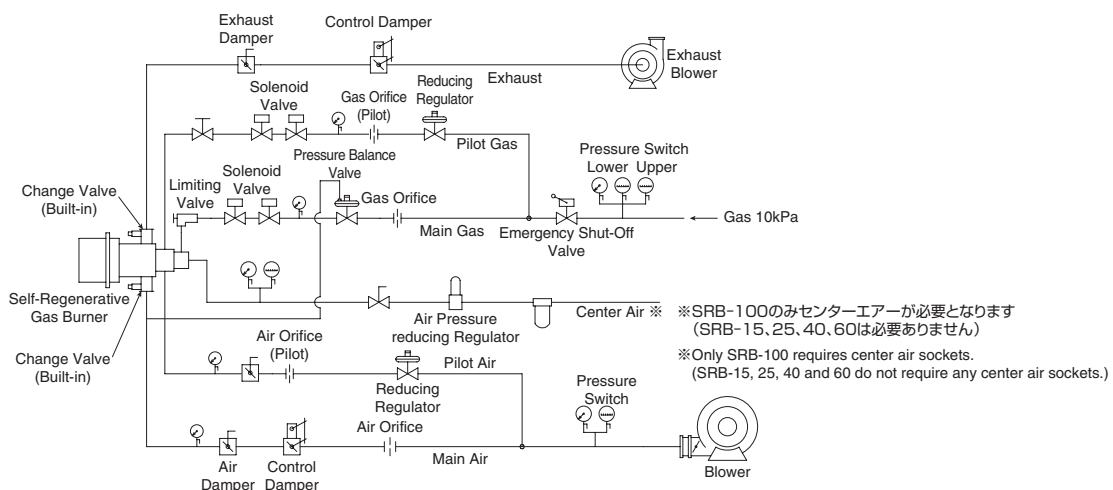 Exhaust
Damper
Control Damper
Exhaust
Exhaust
Blower
Solenoid
Valve
Gas Orifice
(Pilot)
Reducing
Regulator
Pilot Gas
Pressure Switch
Lower Upper
Change Valve
(Built-in)
Limiting
Valve
Solenoid
Valve
Pressure Balance
Valve
Gas Orifice
Main Gas
Emergency Shut-Off
Valve
Gas 10kPa
Self-Regenerative
Gas Burner
Air Pressure
reducing Regulator
Center Air ※
※SRB-100のみセンターエアーが必要となります
(SRB-15、25、40、60は必要ありません)
※Only SRB-100 requires center air sockets.
(SRB-15, 25, 40 and 60 do not require any center air sockets.)
Change Valve
(Built-in)
Air Orifice
(Pilot)
Pilot Air
Reducing
Regulator
Pressure
Switch
Air Orifice
Main Air
Air
Damper
Control
Damper
Blower